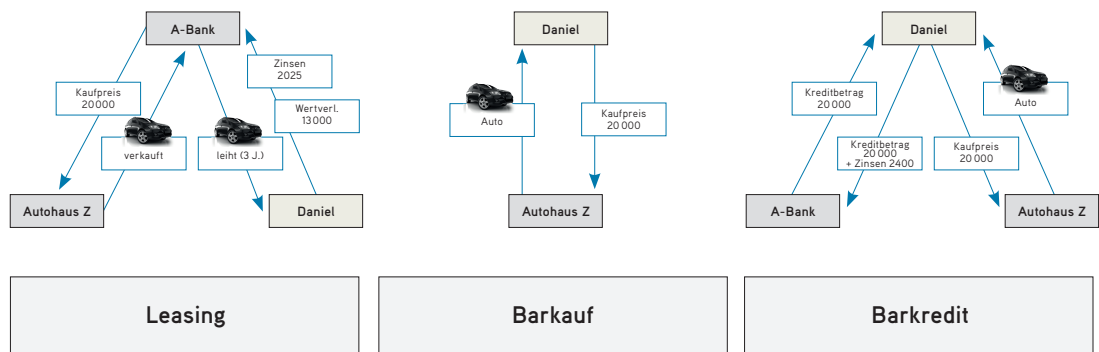 A-Bank
Kaufpreis
20 000
verkauft
leiht (3 J.)
Zinsen
2025
Wertverl.
13 000
Autohaus Z
Daniel
Leasing
Daniel
Auto
Kaufpreis
20 000
Autohaus Z
Barkauf
Daniel
Kreditbetrag
20 000
Kreditbetrag
20 000
+ Zinsen 2400
Kaufpreis
20 000
Auto
A-Bank
Autohaus Z
Barkredit